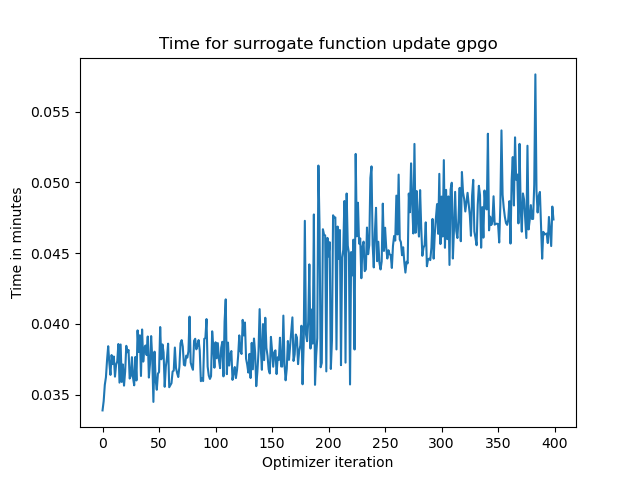 Time for surrogate function update gpgo
0.055
0.050
0.045
0.040
0.035
Time in minutes
0 50 100 150 200 250 300 350 400
Optimizer iteration